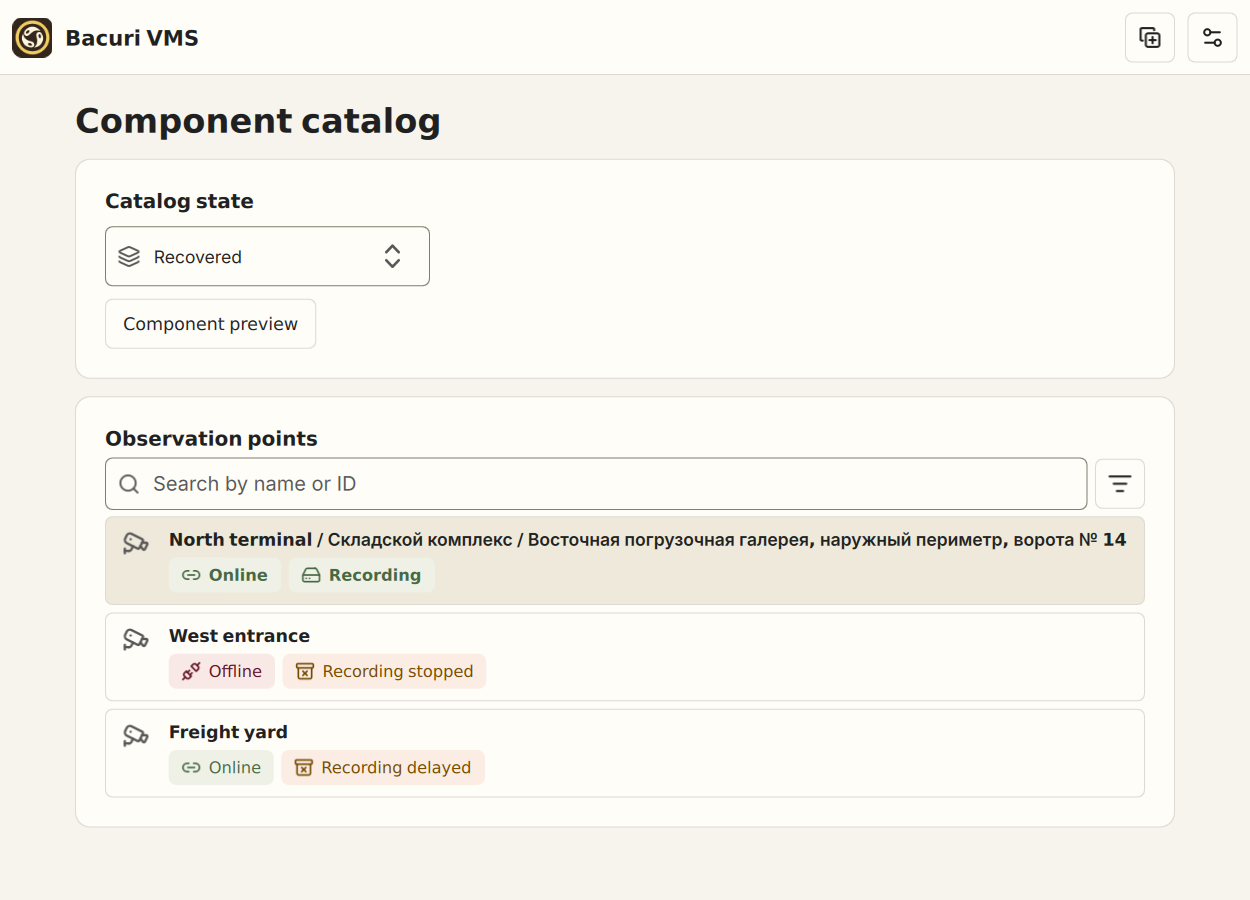 Bacuri VMS
Component catalog
Catalog state
Recovered
Component preview
Observation points
Search by name or ID
North terminal / Складской комплекс / Восточная погрузочная галерея, наружный периметр, ворота № 14
Online
Recording
West entrance
Offline
Recording stopped
Freight yard
Online
Recording delayed